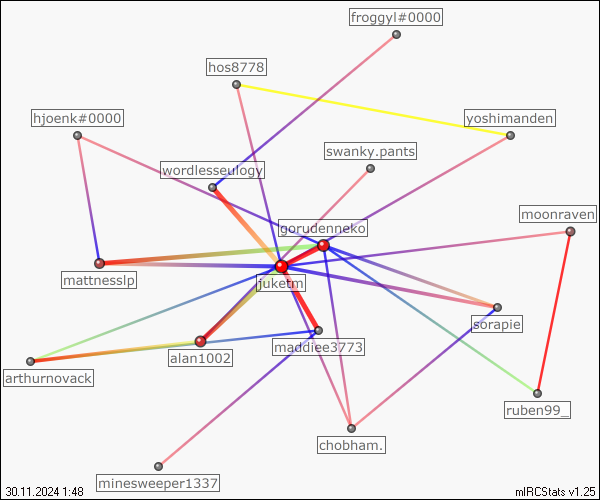 froggyl#0000
hos8778
hjoenk#0000
yoshimanden
swanky.pants
wordlesseulogy
moonraven
gorudenneko
mattnesslp
juketm
sorapie
maddiee3773
alan1002
arthurnovack
ruben99_
chobham.
minesweeper1337
30.11.2024 1:48
mIRCStats v1.25